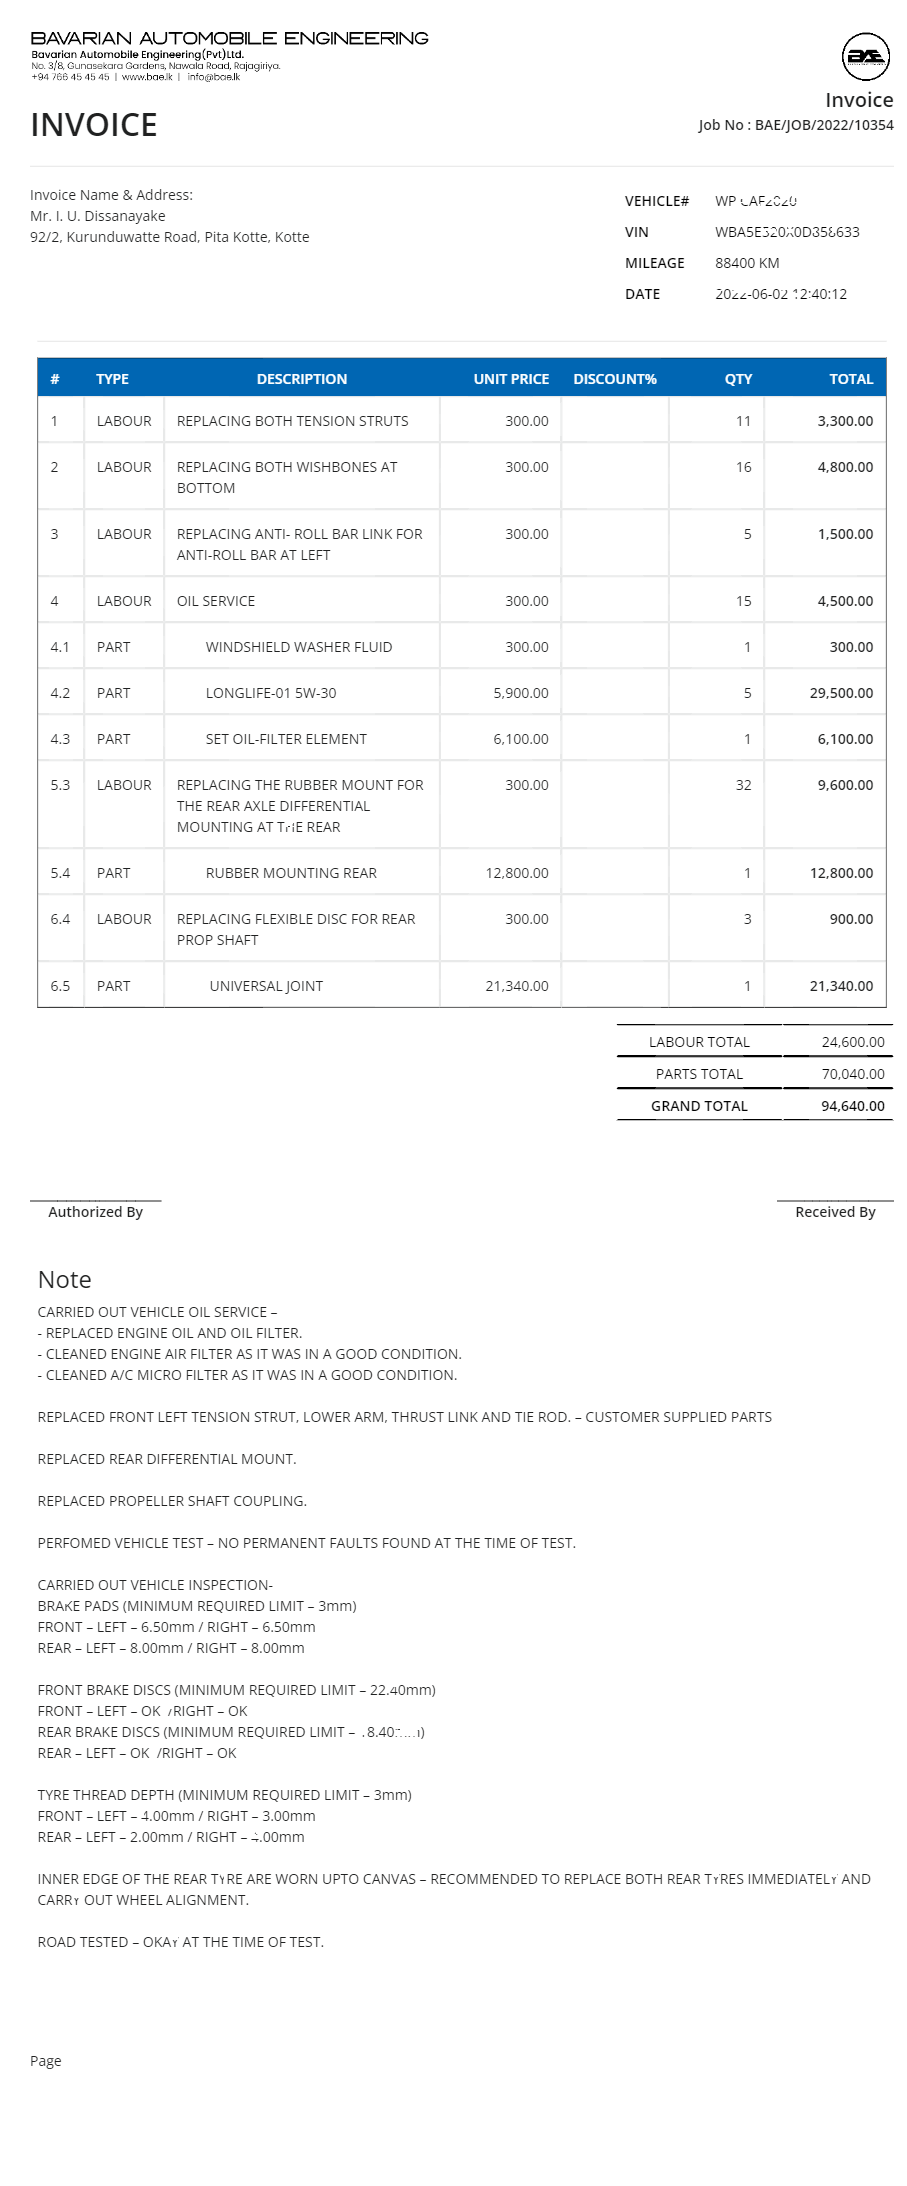 BAVARIAN AUTOMOBILE ENGINEERING
Bavarian Automobile Engineering(Pvt)Ltd.
No. 3/8, Gunasekara Gardens, Nawala Road, Rajagiriya.
+94 766 45 45 45 | www.bae.lk | info@bae.lk
BAE
Invoice
INVOICE
Job No : BAE/JOB/2022/10354
Invoice Name & Address:
Mr. I. U. Dissanayake
92/2, Kurunduwatte Road, Pita Kotte, Kotte
VEHICLE# WP
VIN
MILEAGE 88400 KM
DATE 2022-06-02 12:40:12
# TYPE DESCRIPTION UNIT PRICE DISCOUNT% QTY TOTAL
1 LABOUR REPLACING BOTH TENSION STRUTS 300.00 11 3,300.00
2 LABOUR REPLACING BOTH WISHBONES AT 300.00 16 4,800.00
BOTTOM
3 LABOUR REPLACING ANTI- ROLL BAR LINK FOR 300.00 5 1,500.00
ANTI-ROLL BAR AT LEFT
4 LABOUR OIL SERVICE 300.00 15 4,500.00
4.1 PART WINDSHIELD WASHER FLUID 300.00 1 300.00
4.2 PART LONGLIFE-01 5W-30 5,900.00 5 29,500.00
4.3 PART SET OIL-FILTER ELEMENT 6,100.00 1 6,100.00
5.3 LABOUR REPLACING THE RUBBER MOUNT FOR 300.00 32 9,600.00
THE REAR AXLE DIFFERENTIAL
MOUNTING AT THE REAR
5.4 PART RUBBER MOUNTING REAR 12,800.00 1 12,800.00
6.4 LABOUR REPLACING FLEXIBLE DISC FOR REAR 300.00 3 900.00
PROP SHAFT
6.5 PART UNIVERSAL JOINT 21,340.00 1 21,340.00
LABOUR TOTAL 24,600.00
PARTS TOTAL 70,040.00
GRAND TOTAL 94,640.00
Authorized By
Received By
Note
CARRIED OUT VEHICLE OIL SERVICE –
- REPLACED ENGINE OIL AND OIL FILTER.
- CLEANED ENGINE AIR FILTER AS IT WAS IN A GOOD CONDITION.
- CLEANED A/C MICRO FILTER AS IT WAS IN A GOOD CONDITION.
REPLACED FRONT LEFT TENSION STRUT, LOWER ARM, THRUST LINK AND TIE ROD. – CUSTOMER SUPPLIED PARTS
REPLACED REAR DIFFERENTIAL MOUNT.
REPLACED PROPELLER SHAFT COUPLING.
PERFOMED VEHICLE TEST – NO PERMANENT FAULTS FOUND AT THE TIME OF TEST.
CARRIED OUT VEHICLE INSPECTION-
BRAKE PADS (MINIMUM REQUIRED LIMIT – 3mm)
FRONT – LEFT – 6.50mm / RIGHT – 6.50mm
REAR – LEFT – 8.00mm / RIGHT – 8.00mm
FRONT BRAKE DISCS (MINIMUM REQUIRED LIMIT – 22.40mm)
FRONT – LEFT – OK /RIGHT – OK
REAR BRAKE DISCS (MINIMUM REQUIRED LIMIT –
REAR – LEFT – OK /RIGHT – OK
TYRE THREAD DEPTH (MINIMUM REQUIRED LIMIT – 3mm)
FRONT – LEFT – 4.00mm / RIGHT – 3.00mm
REAR – LEFT – 2.00mm / RIGHT – 4.00mm
INNER EDGE OF THE REAR TYRE ARE WORN UPTO CANVAS – RECOMMENDED TO REPLACE BOTH REAR TYRES IMMEDIATELY AND
CARRY OUT WHEEL ALIGNMENT.
ROAD TESTED – OKAY AT THE TIME OF TEST.
Page